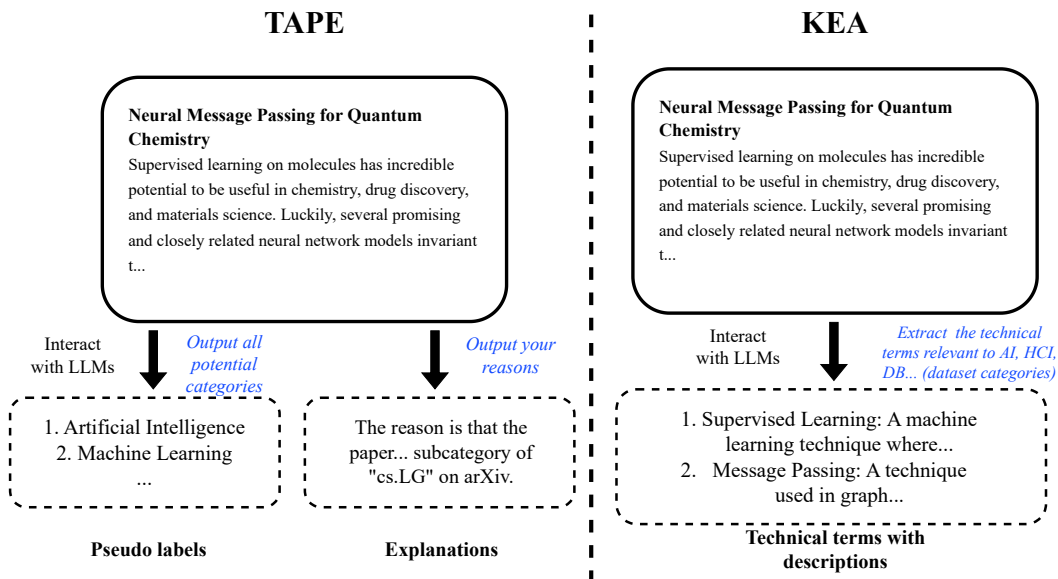 TAPE
Neural Message Passing for Quantum
Chemistry
Supervised learning on molecules has incredible
potential to be useful in chemistry, drug discovery,
and materials science. Luckily, several promising
and closely related neural network models invariant
t...
Interact
with LLMs
Output all
potential
categories
Output your
reasons
1. Artificial Intelligence
2. Machine Learning
...
The reason is that the
paper... subcategory of
"cs.LG" on arXiv.
Pseudo labels
Explanations
KEA
Neural Message Passing for Quantum
Chemistry
Supervised learning on molecules has incredible
potential to be useful in chemistry, drug discovery,
and materials science. Luckily, several promising
and closely related neural network models invariant
t...
Interact
with LLMs
Extract the technical
terms relevant to AI, HCI,
DB... (dataset categories)
1. Supervised Learning: A machine
learning technique where...
2. Message Passing: A technique
used in graph...
Technical terms with
descriptions